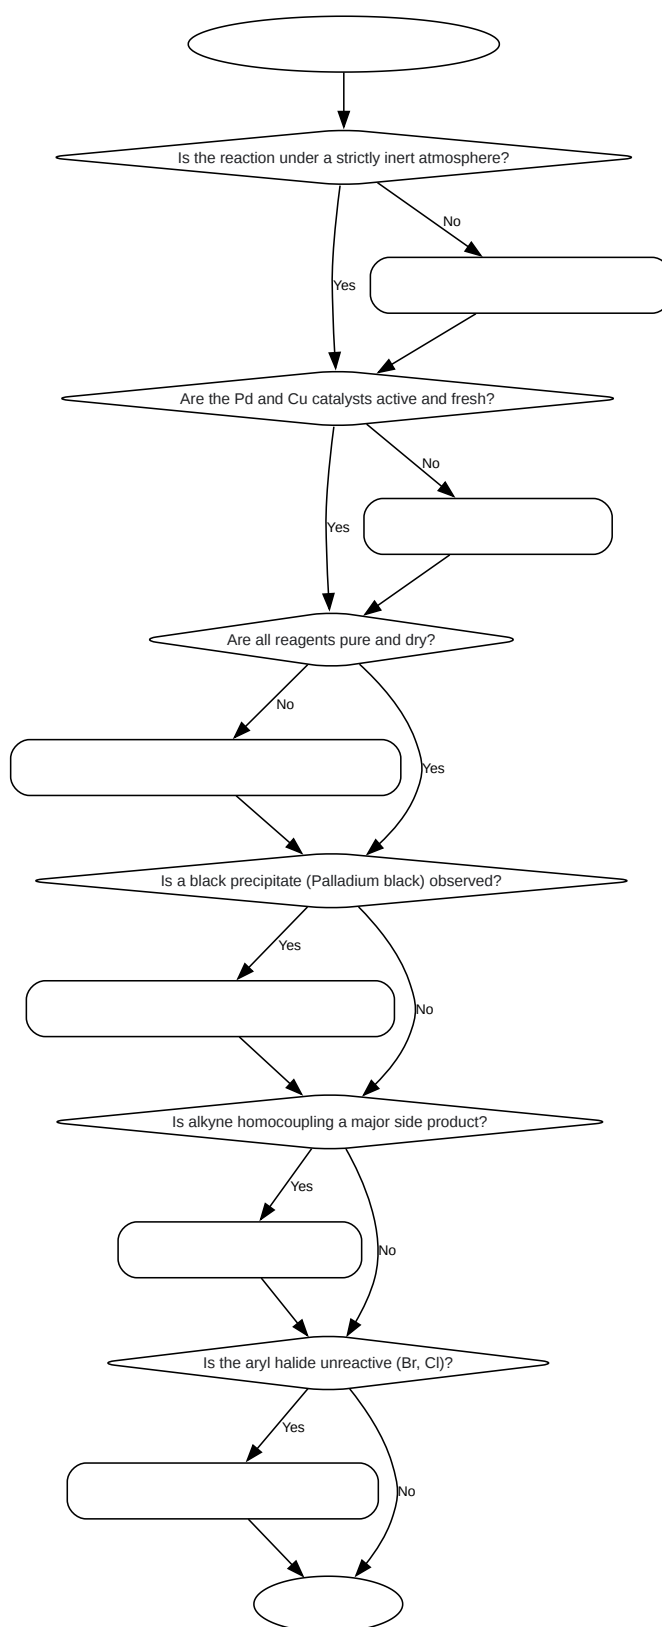 Is the reaction under a strictly inert atmosphere?
No
Yes
Are the Pd and Cu catalysts active and fresh?
No
Yes
Are all reagents pure and dry?
No
Yes
Is a black precipitate (Palladium black) observed?
Yes
No
Is alkyne homocoupling a major side product?
Yes
No
Is the aryl halide unreactive (Br, Cl)?
Yes
No